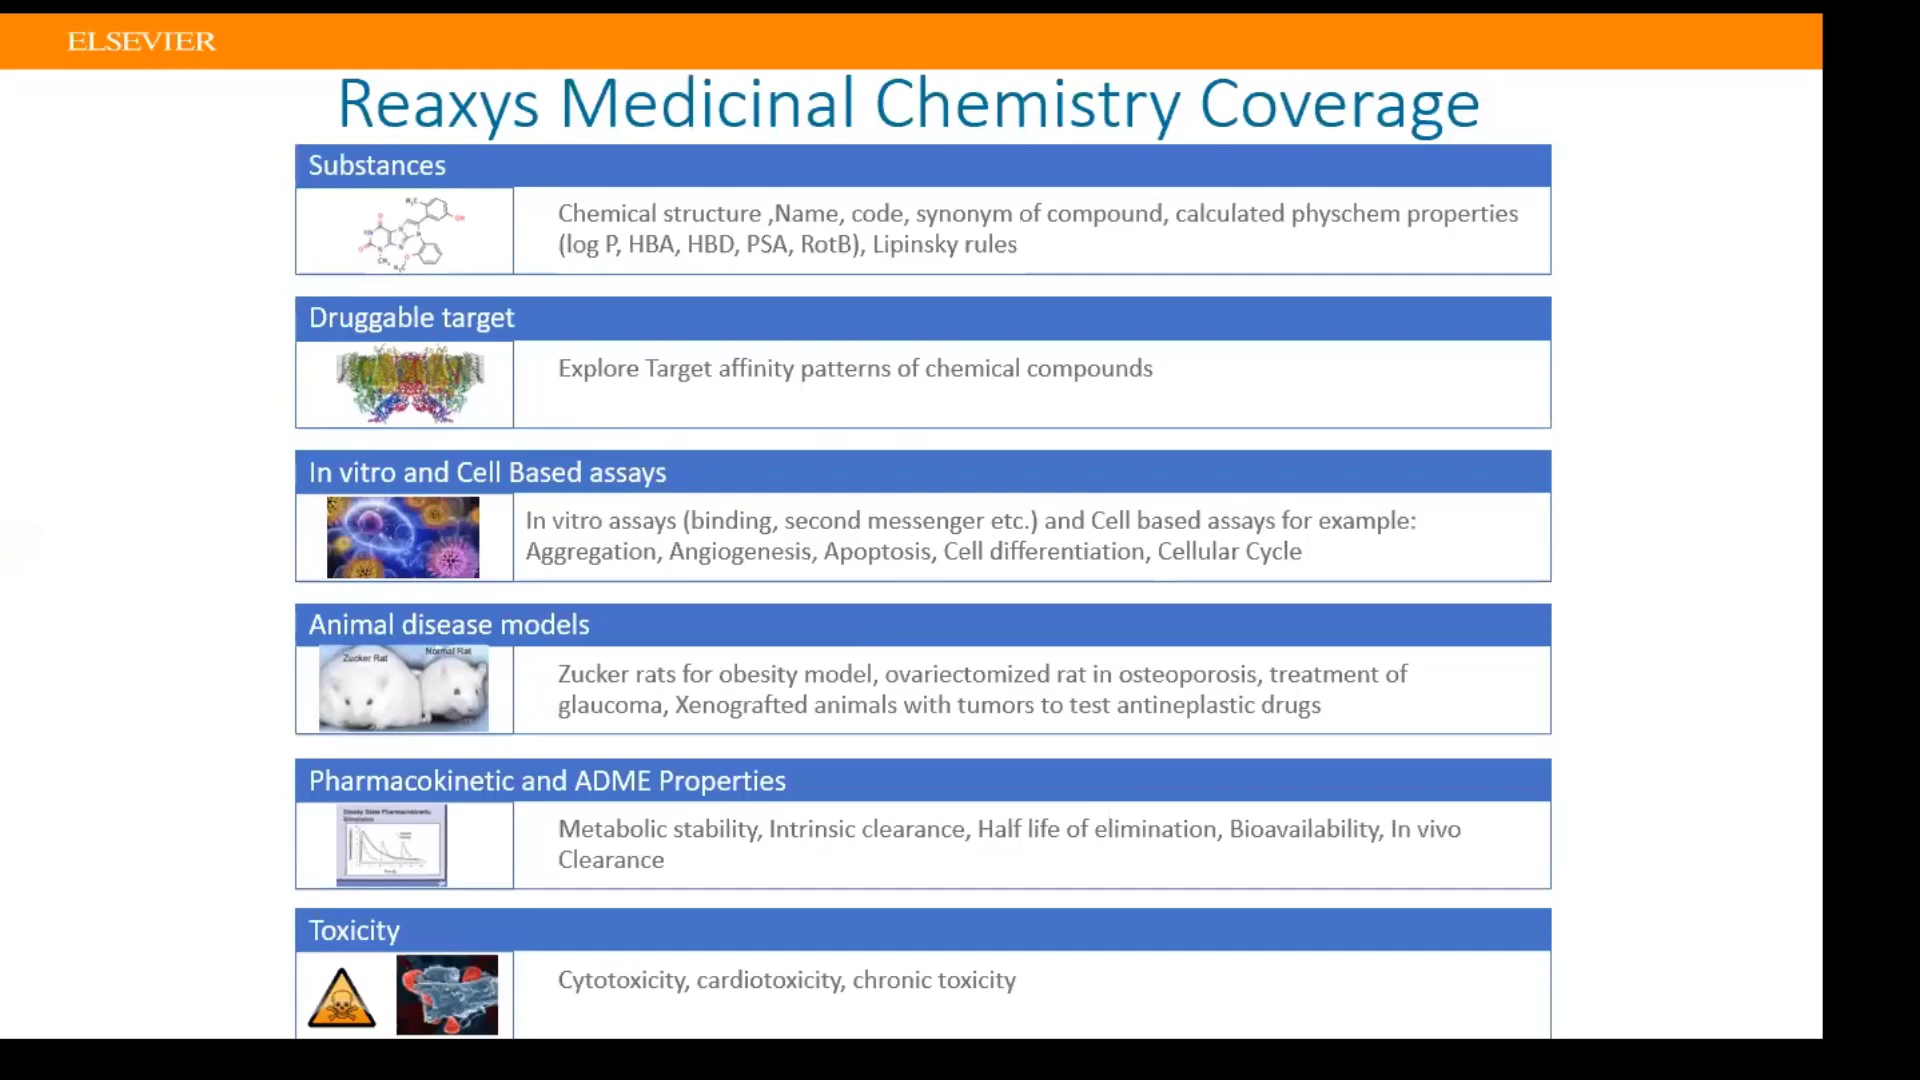 ELSEVIER
Reaxys Medicinal Chemistry Coverage
Substances
Chemical structure ,Name, code, synonym of compound, calculated physchem properties
(log P, HBA, HBD, PSA, RotB), Lipinsky rules
Druggable target
Explore Target affinity patterns of chemical compounds
In vitro and Cell Based assays
In vitro assays (binding, second messenger etc.) and Cell based assays for example:
Aggregation, Angiogenesis, Apoptosis, Cell differentiation, Cellular Cycle
Animal disease models
Zucker Rat
Normal Rat
Zucker rats for obesity model, ovariectomized rat in osteoporosis, treatment of
glaucoma, Xenografted animals with tumors to test antineplastic drugs
Pharmacokinetic and ADME Properties
Steady State Pharmacokinetic
Simulation
Metabolic stability, Intrinsic clearance, Half life of elimination, Bioavailability, In vivo
Clearance
Toxicity
Cytotoxicity, cardiotoxicity, chronic toxicity